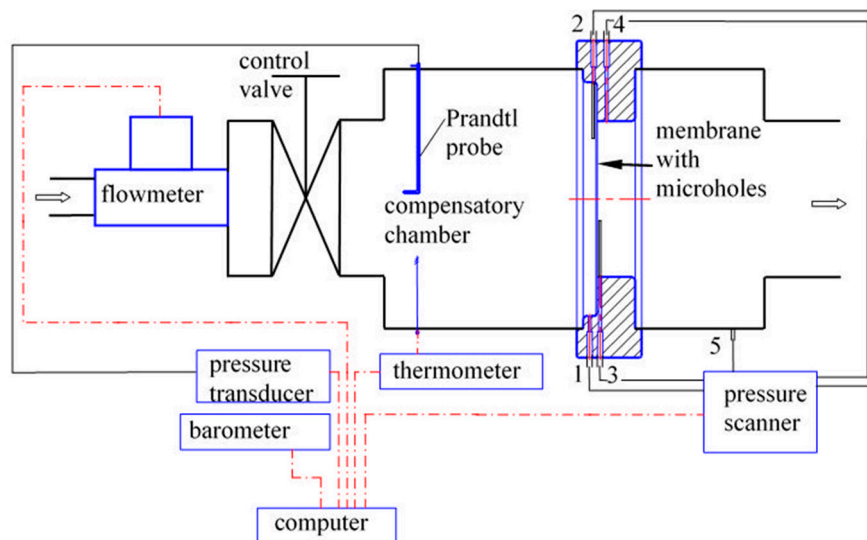 2 4
control
valve
Prandtl
probe
membrane
with
microholes
flowmeter
compensatory
chamber
5
pressure
transducer
thermometer
1 3
pressure
scanner
barometer
computer